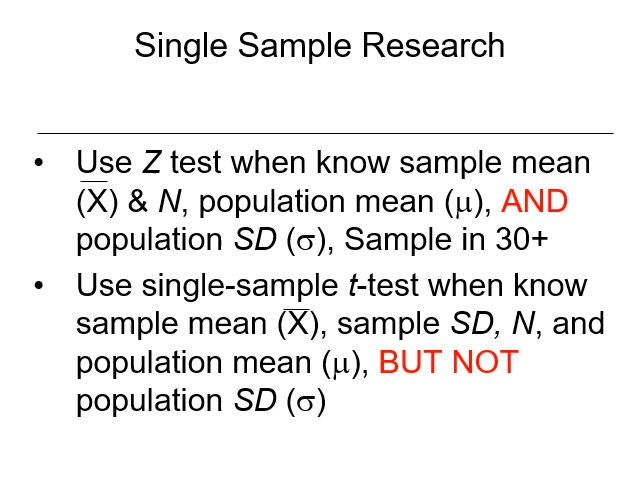 Single Sample Research
• Use Z test when know sample mean
(X̅) & N, population mean (μ), AND
population SD (σ), Sample in 30+
• Use single-sample t-test when know
sample mean (X̅), sample SD, N, and
population mean (μ), BUT NOT
population SD (σ)